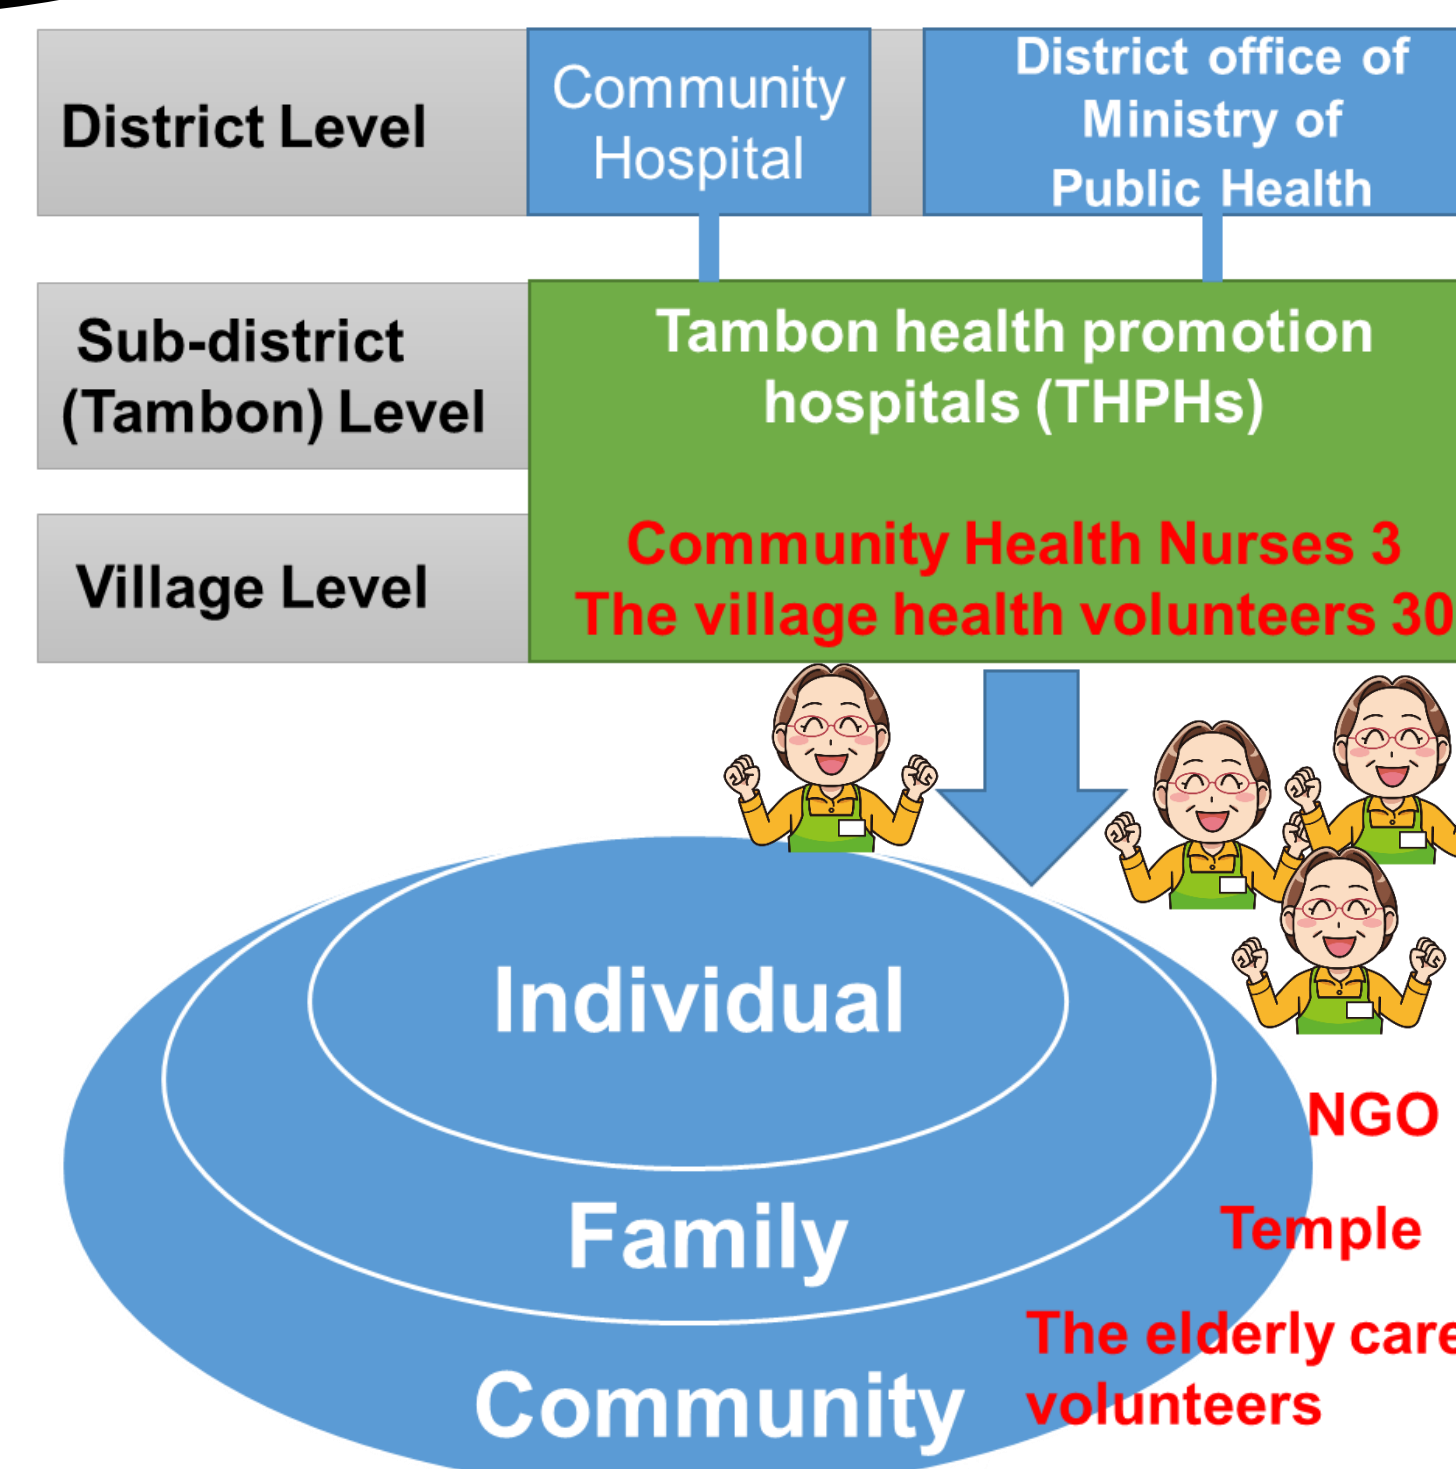 District Level
Community
Hospital
District office of
Ministry of
Public Health
Sub-district
(Tambon) Level
Tambon health promotion
hospitals (THPHs)
Village Level
Community Health Nurses 3
The village health volunteers 30
Individual
Family
Community
NGO
Temple
The elderly care
volunteers